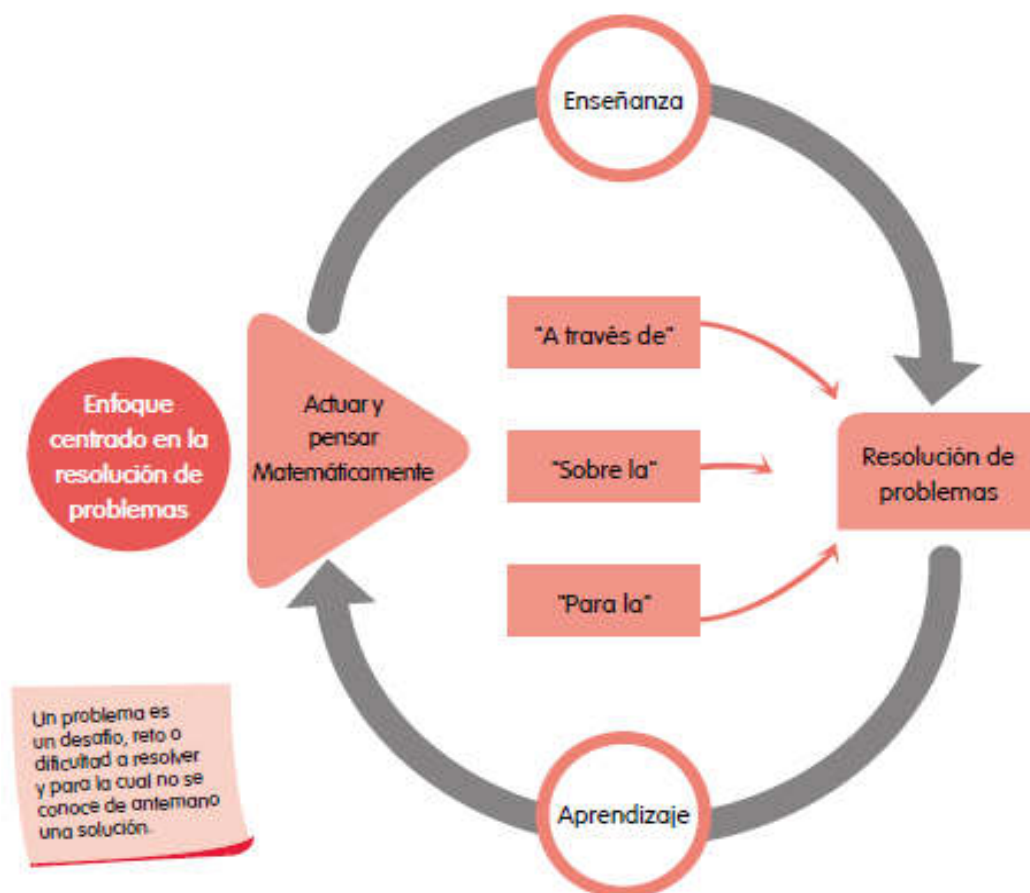 Enseñanza
"A través de"
Enfoque
centrado en la
resolución de
problemas
Actuar y
pensar
Matemáticamente
"Sobre la"
Resolución de
problemas
"Para la"
Un problema es
un desafío, reto o
dificultad a resolver
y para la cual no se
conoce de antemano
una solución.
Aprendizaje